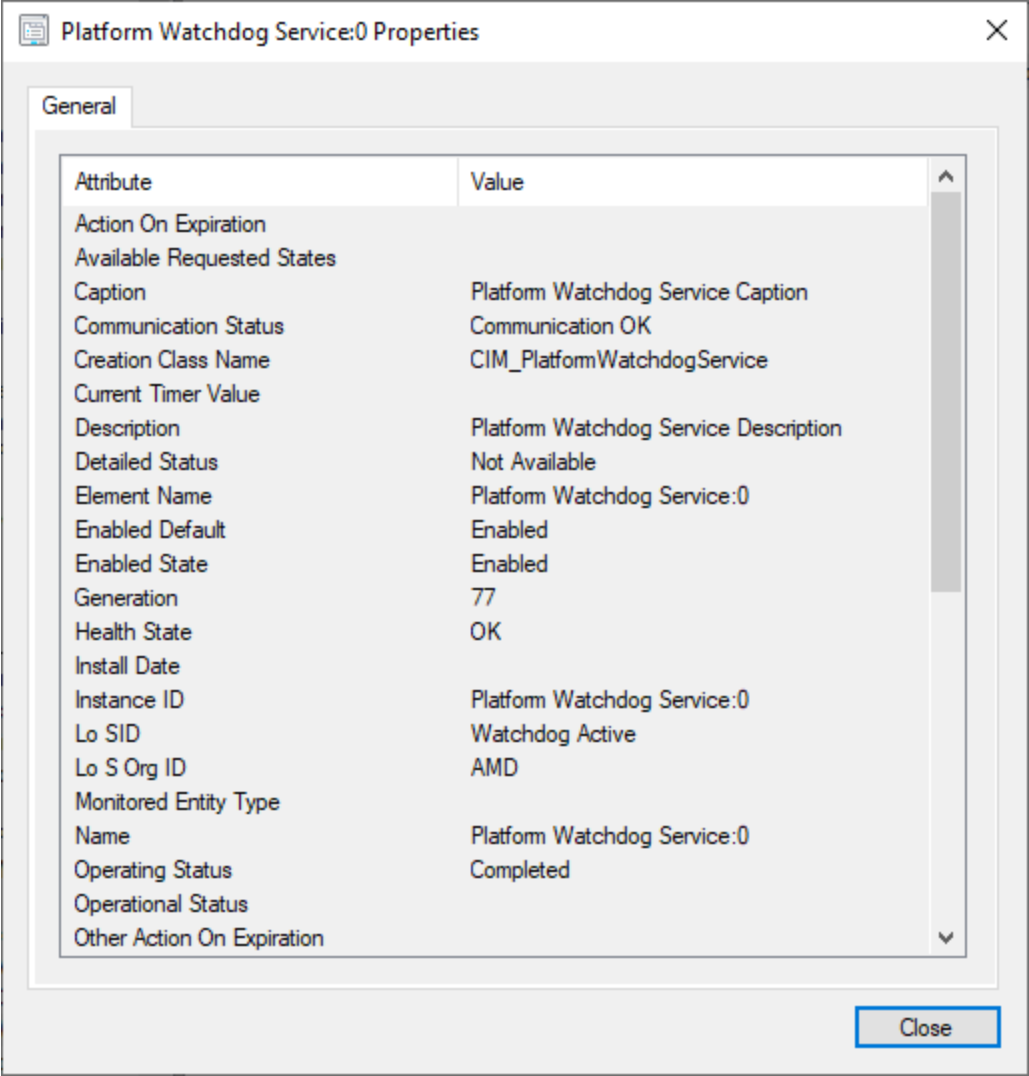 Platform Watchdog Service:0 Properties
General
Attribute Value
Action On Expiration
Available Requested States
Caption Platform Watchdog Service Caption
Communication Status Communication OK
Creation Class Name CIM_PlatformWatchdogService
Current Timer Value
Description Platform Watchdog Service Description
Detailed Status Not Available
Element Name Platform Watchdog Service:0
Enabled Default Enabled
Enabled State Enabled
Generation 77
Health State OK
Install Date
Instance ID Platform Watchdog Service:0
Lo SID Watchdog Active
Lo S Org ID AMD
Monitored Entity Type
Name Platform Watchdog Service:0
Operating Status Completed
Operational Status
Other Action On Expiration
Close